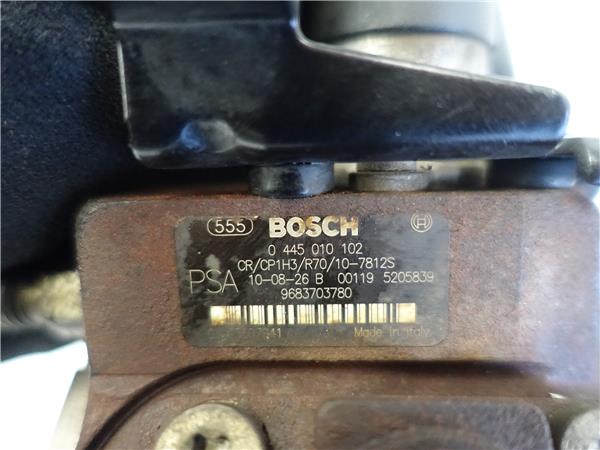 555 BOSCH
0 445 010 102
CR/CP1H3/R70/10-7812S
PSA 10-08-26 B 00119 5205839
9683703780
41 Made in Italy